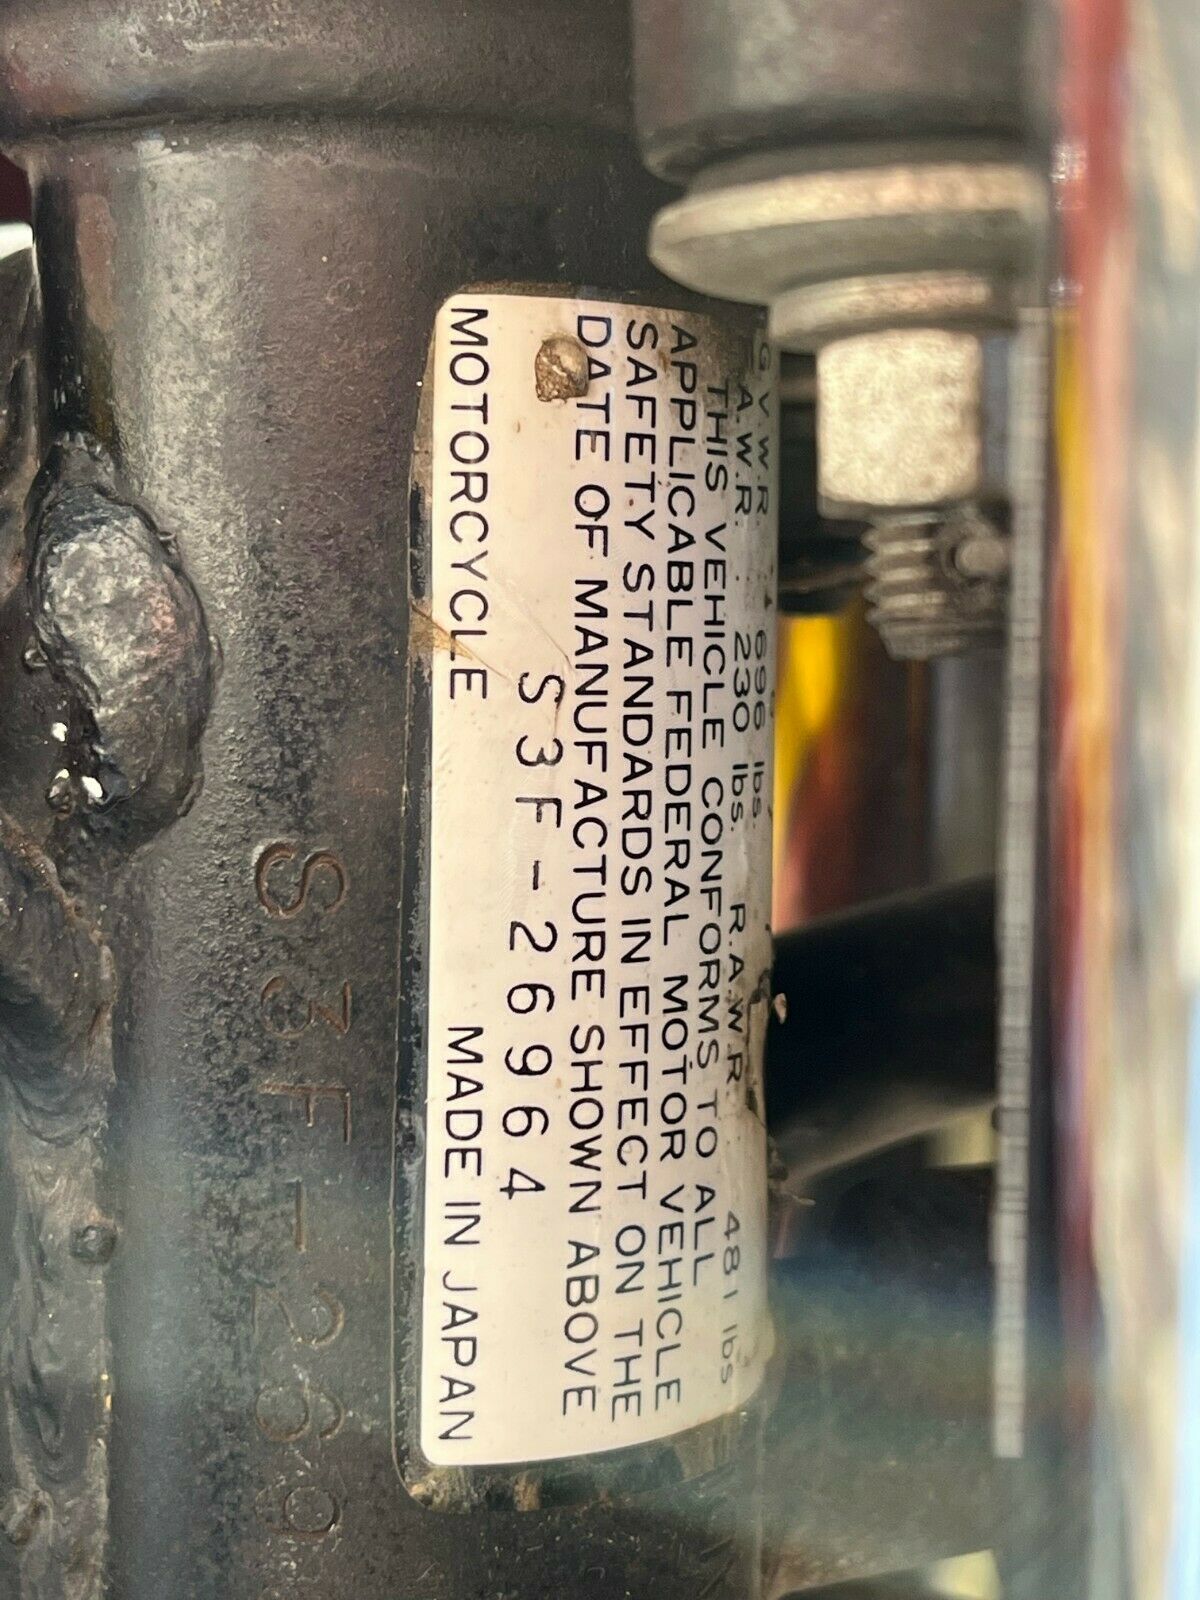 G.V.W.R. 696 lbs.
A.W.R. 230 lbs. R.A.W.R. 481 lbs
THIS VEHICLE CONFORMS TO ALL
APPLICABLE FEDERAL MOTOR VEHICLE
SAFETY STANDARDS IN EFFECT ON THE
DATE OF MANUFACTURE SHOWN ABOVE
S3F-26964
MOTORCYCLE MADE IN JAPAN
S3F-269